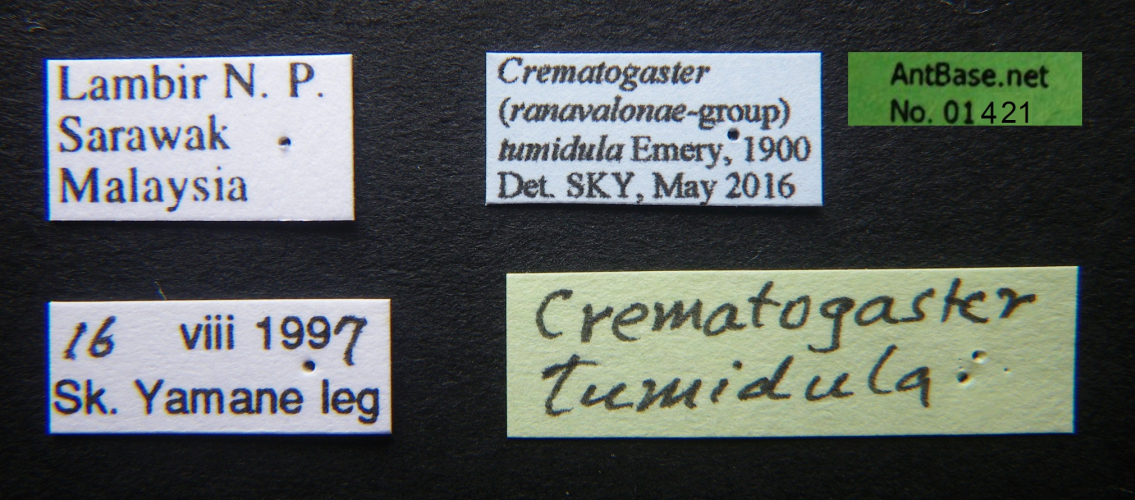 Lambir N. P.
Sarawak
Malaysia
Crematogaster
(ranavalonae-group)
tumidula Emery, 1900
Det. SKY, May 2016
AntBase.net
No. 01421
16 viii 1997
Sk. Yamane leg
Crematogaster
tumidula